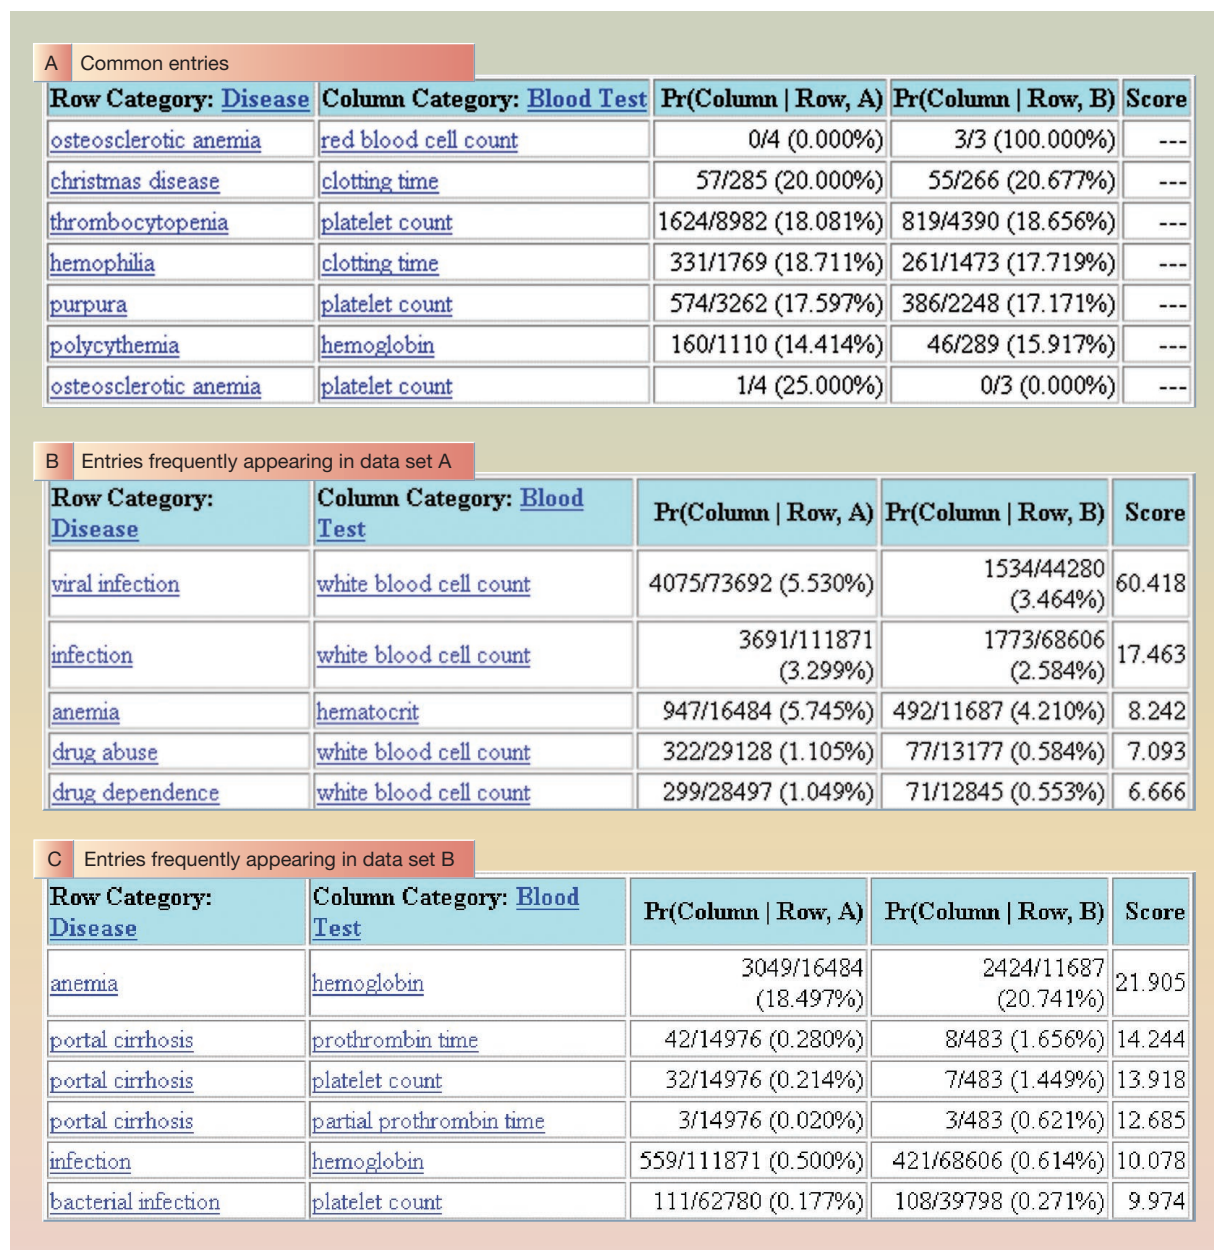 A Common entries
Row Category: Disease Column Category: Blood Test Pr(Column | Row, A) Pr(Column | Row, B) Score
osteosclerotic anemia red blood cell count 0/4 (0.000%) 3/3 (100.000%) ---
christmas disease clotting time 57/285 (20.000%) 55/266 (20.677%) ---
thrombocytopenia platelet count 1624/8982 (18.081%) 819/4390 (18.656%) ---
hemophilia clotting time 331/1769 (18.711%) 261/1473 (17.719%) ---
purpura platelet count 574/3262 (17.597%) 386/2248 (17.171%) ---
polycythemia hemoglobin 160/1110 (14.414%) 46/289 (15.917%) ---
osteosclerotic anemia platelet count 1/4 (25.000%) 0/3 (0.000%) ---
B Entries frequently appearing in data set A
Row Category: Column Category: Blood
Disease Test Pr(Column | Row, A) Pr(Column | Row, B) Score
viral infection white blood cell count 4075/73692 (5.530%) 1534/44280 60.418
(3.464%)
infection white blood cell count 3691/111871 1773/68606 17.463
(3.299%) (2.584%)
anemia hematocrit 947/16484 (5.745%) 492/11687 (4.210%) 8.242
drug abuse white blood cell count 322/29128 (1.105%) 77/13177 (0.584%) 7.093
drug dependence white blood cell count 299/28497 (1.049%) 71/12845 (0.553%) 6.666
C Entries frequently appearing in data set B
Row Category: Column Category: Blood
Disease Test Pr(Column | Row, A) Pr(Column | Row, B) Score
anemia hemoglobin 3049/16484 2424/11687 21.905
(18.497%) (20.741%)
portal cirrhosis prothrombin time 42/14976 (0.280%) 8/483 (1.656%) 14.244
portal cirrhosis platelet count 32/14976 (0.214%) 7/483 (1.449%) 13.918
portal cirrhosis partial prothrombin time 3/14976 (0.020%) 3/483 (0.621%) 12.685
infection hemoglobin 559/111871 (0.500%) 421/68606 (0.614%) 10.078
bacterial infection platelet count 111/62780 (0.177%) 108/39798 (0.271%) 9.974